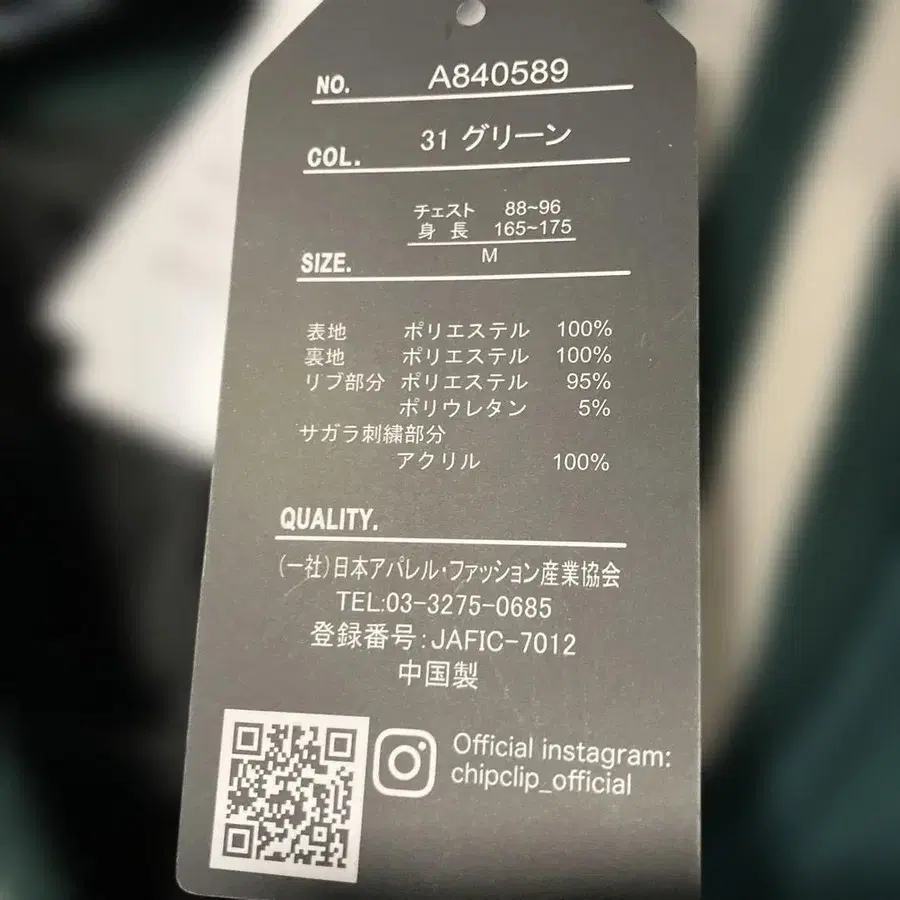 NO. A840589
COL. 31 グリーン
チェスト 88~96
身長 165~175
M
SIZE.
表地 ポリエステル 100%
裏地 ポリエステル 100%
リブ部分 ポリエステル 95%
ポリウレタン 5%
サガラ刺繍部分
アクリル 100%
QUALITY.
(一社)日本アパレル・ファッション産業協会
TEL:03-3275-0685
登録番号:JAFIC-7012
中国製
Official instagram:
chipclip_official